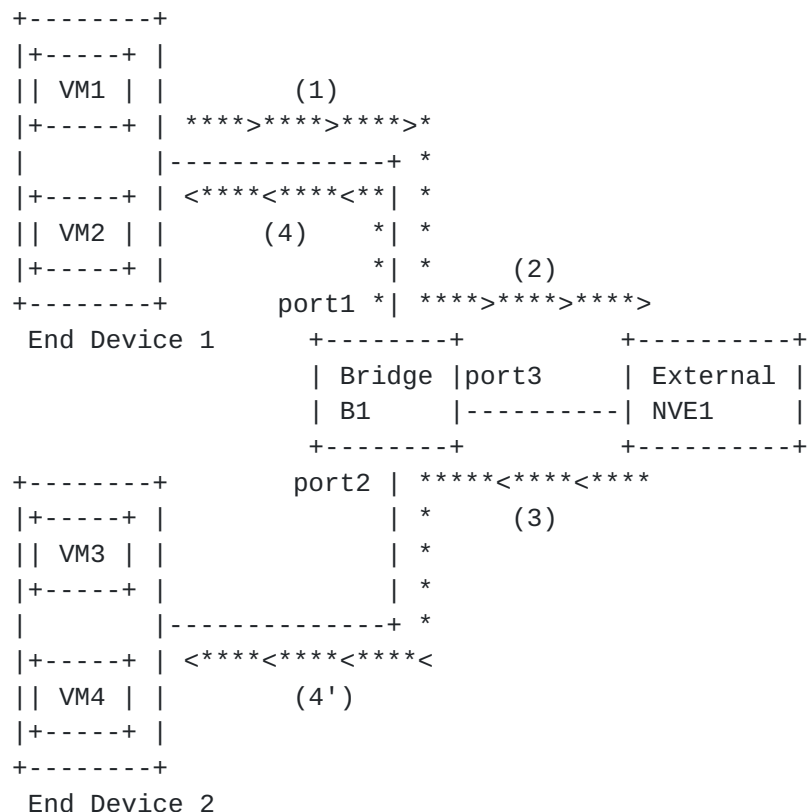 +--------+
|+-----+ |
|| VM1 | |        (1)
|+-----+ | ****>****>****>*
|        |--------------+ *
|+-----+ | <****<****<**| *
|| VM2 | |      (4)    *| *
|+-----+ |             *| *     (2)
+--------+       port1 *| ****>****>****>
 End Device 1      +--------+          +----------+
                   | Bridge |port3     | External |
                   | B1     |----------| NVE1     |
                   +--------+          +----------+
+--------+        port2 | *****<****<****
|+-----+ |              | *     (3)
|| VM3 | |              | *
|+-----+ |              | *
|        |--------------+ *
|+-----+ | <****<****<****<
|| VM4 | |        (4')
|+-----+ |
+--------+
 End Device 2